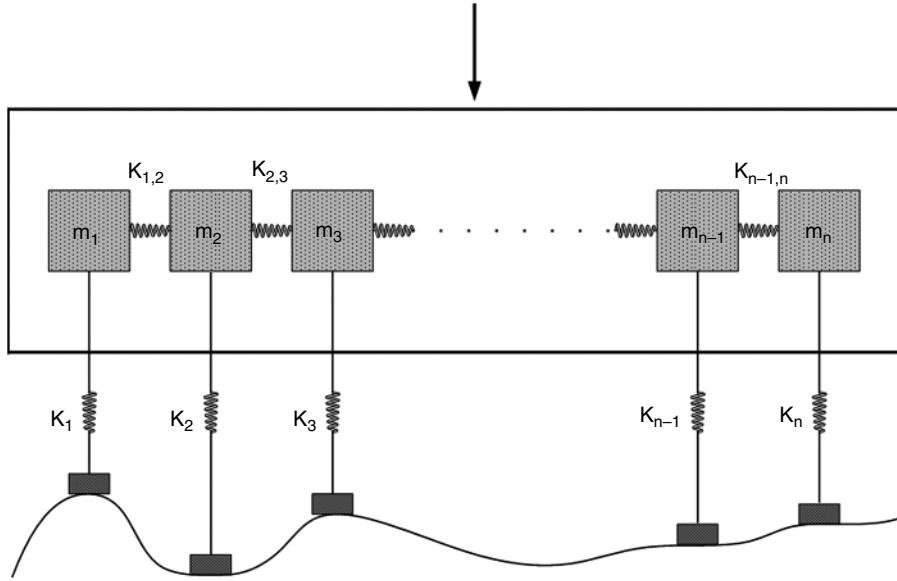 K1,2 K2,3 Kn–1,n
m1 m2 m3 mn–1 mn
K1 K2 K3 Kn–1 Kn